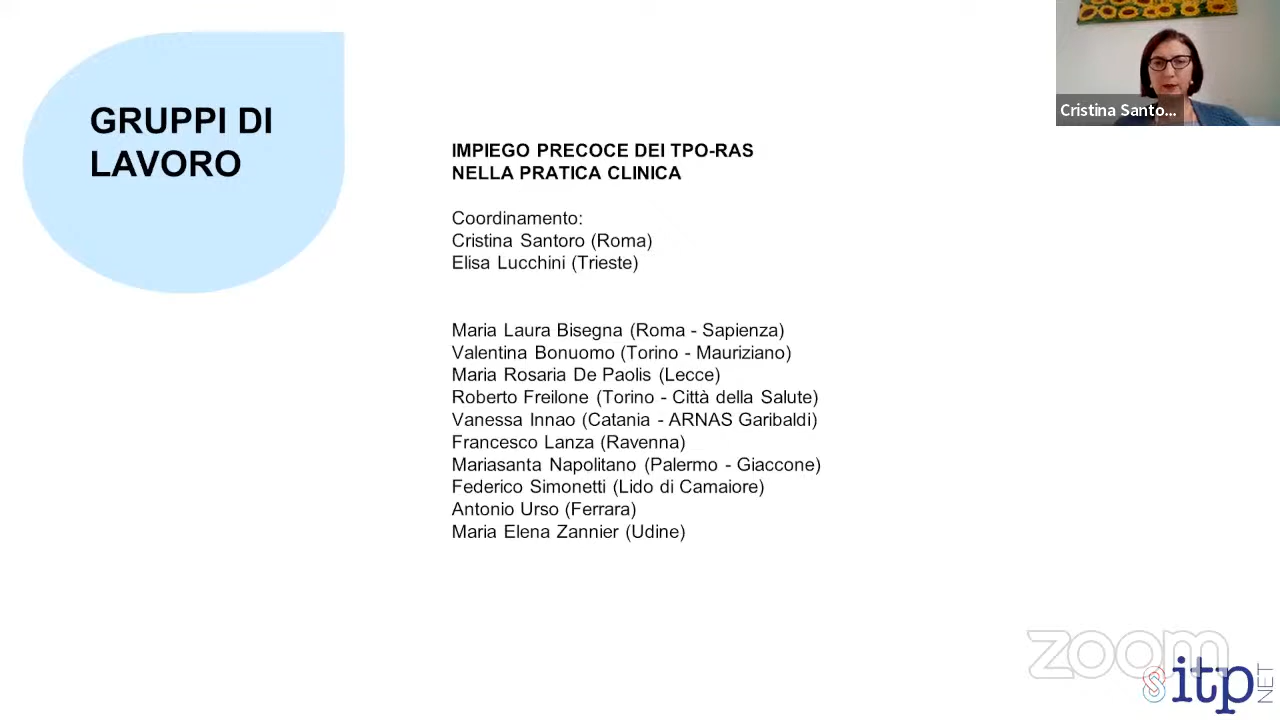 GRUPPI DI
LAVORO
Cristina Santo...
IMPIEGO PRECOCE DEI TPO-RAS
NELLA PRATICA CLINICA
Coordinamento:
Cristina Santoro (Roma)
Elisa Lucchini (Trieste)
Maria Laura Bisegna (Roma - Sapienza)
Valentina Bonuomo (Torino - Mauriziano)
Maria Rosaria De Paolis (Lecce)
Roberto Freilone (Torino - Città della Salute)
Vanessa Innao (Catania - ARNAS Garibaldi)
Francesco Lanza (Ravenna)
Mariasanta Napolitano (Palermo - Giaccone)
Federico Simonetti (Lido di Camaiore)
Antonio Urso (Ferrara)
Maria Elena Zannier (Udine)
zoom
itp NET